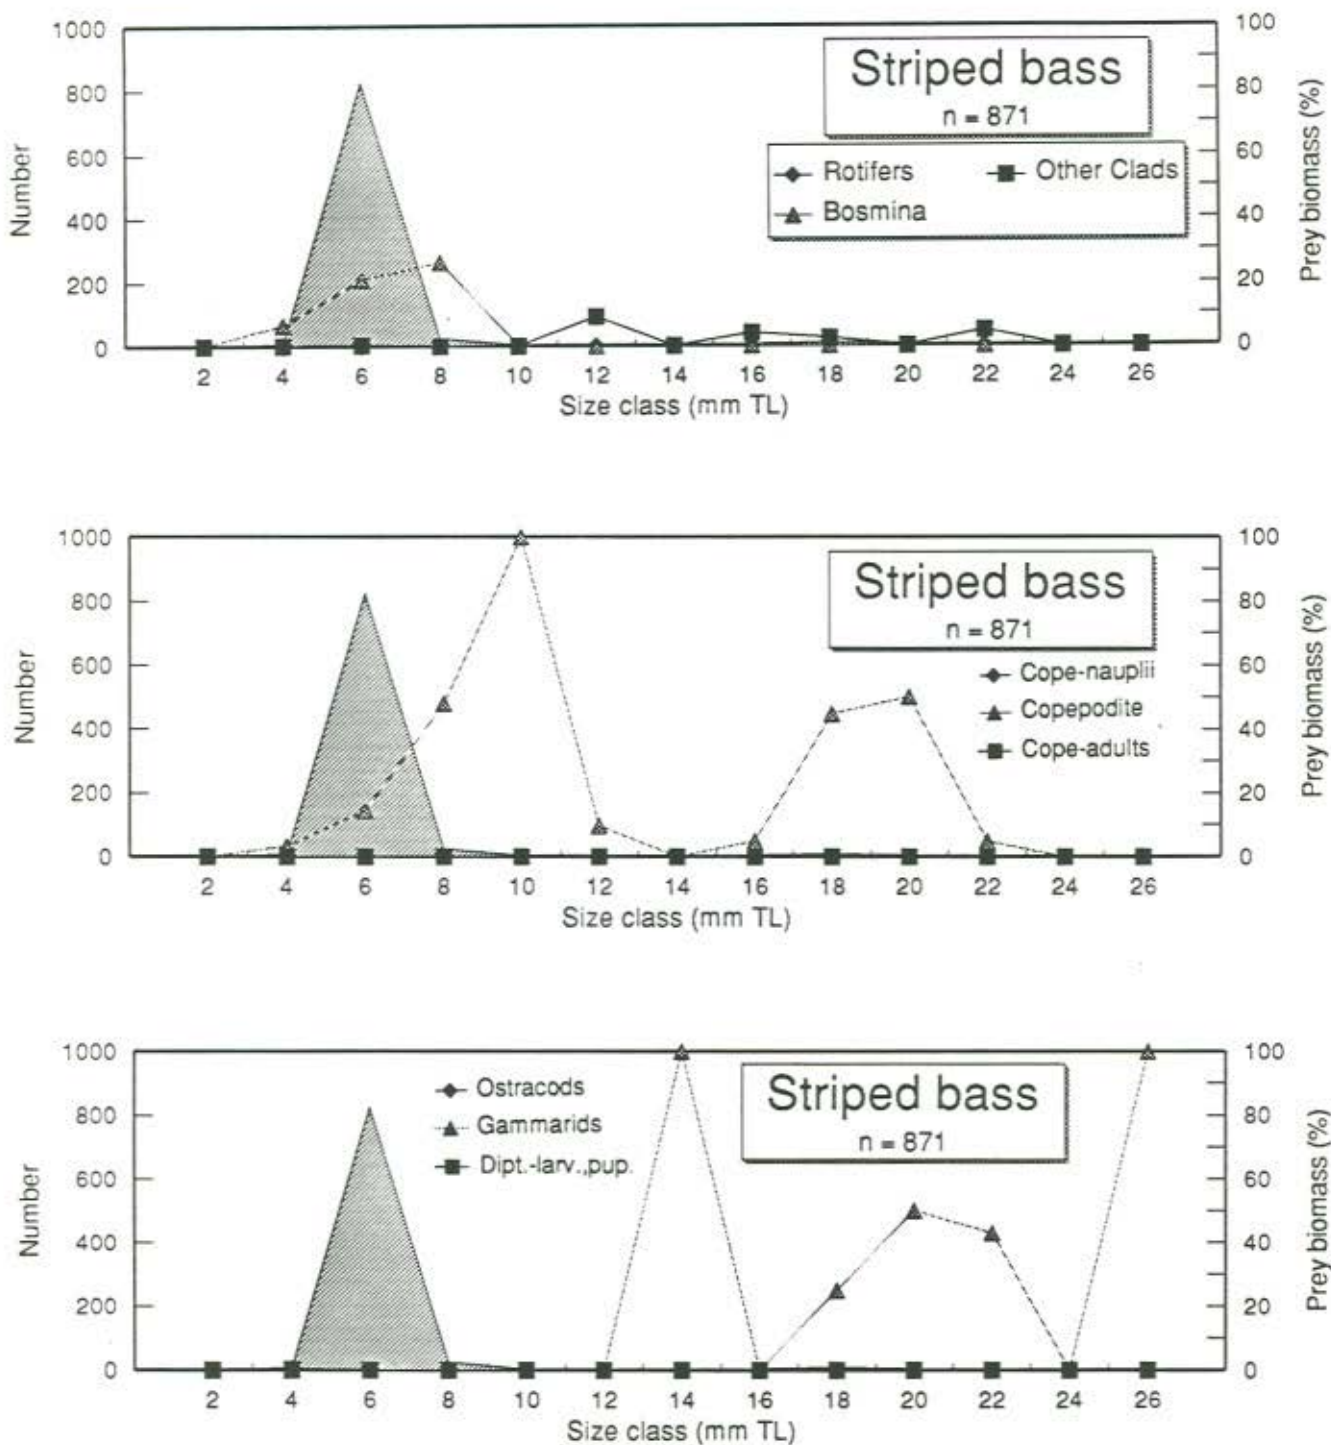 Striped bass
n = 871
Rotifers
Other Clads
Bosmina
Number
1000
800
600
400
200
0
Prey biomass (%)
100
80
60
40
20
0
2 4 6 8 10 12 14 16 18 20 22 24 26
Size class (mm TL)
Striped bass
n = 871
Cope-nauplii
Copepodite
Cope-adults
Number
1000
800
600
400
200
0
Prey biomass (%)
100
80
60
40
20
0
2 4 6 8 10 12 14 16 18 20 22 24 26
Size class (mm TL)
Striped bass
n = 871
Ostracods
Gammarids
Dipt.-larv.,pup.
Number
1000
800
600
400
200
0
Prey biomass (%)
100
80
60
40
20
0
2 4 6 8 10 12 14 16 18 20 22 24 26
Size class (mm TL)